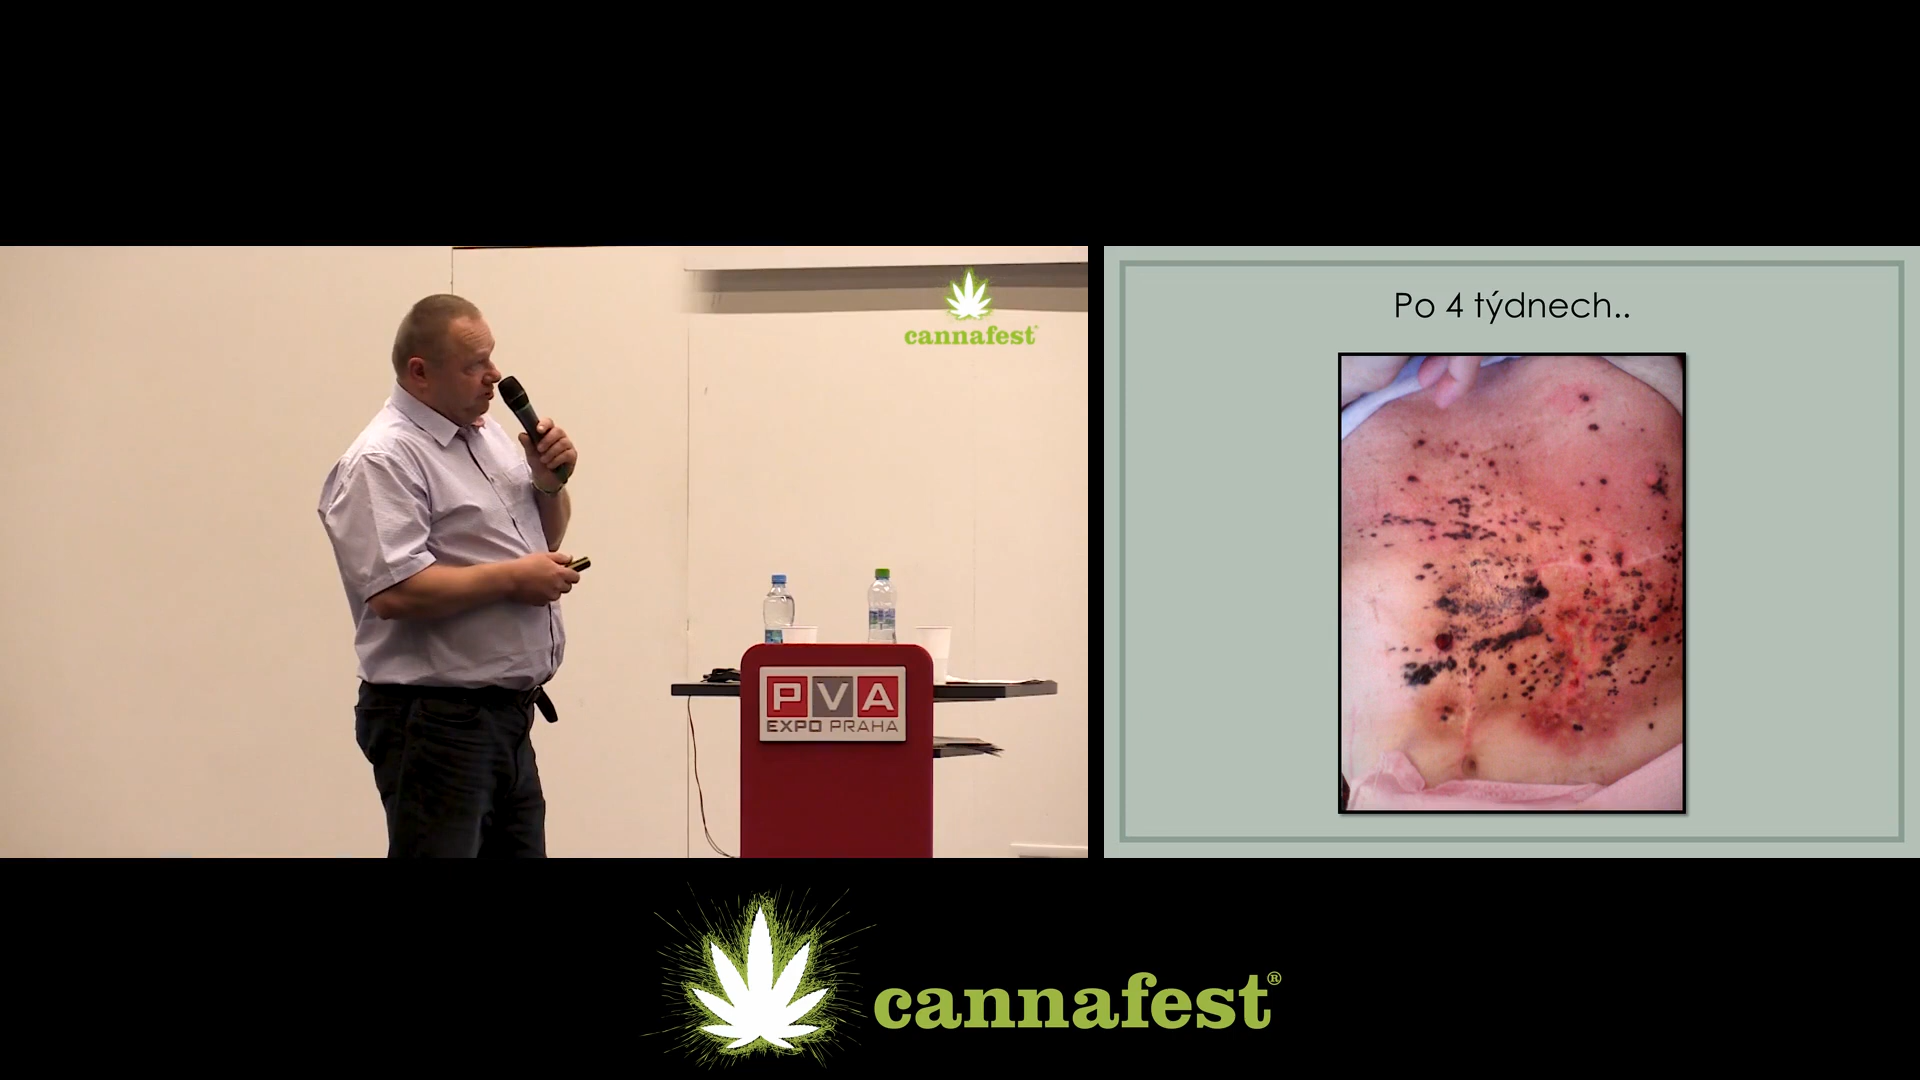 cannafest
Po 4 týdnech..
PVA
EXPO PRAHA
cannafest®